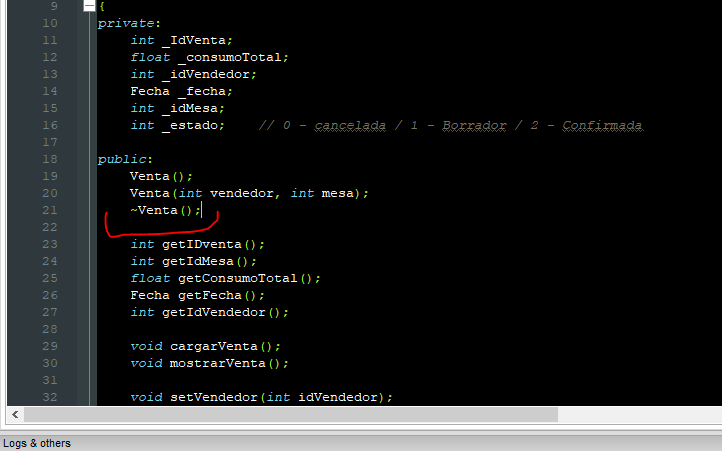 9 {
10 private:
11 int _IdVenta;
12 float _consumoTotal;
13 int _idVendedor;
14 Fecha _fecha;
15 int _idMesa;
16 int _estado; // 0 - cancelada / 1 - Borrador / 2 - Confirmada
17
18 public:
19 Venta();
20 Venta(int vendedor, int mesa);
21 ~Venta();
22
23 int getIDventa();
24 int getIdMesa();
25 float getConsumoTotal();
26 Fecha getFecha();
27 int getIdVendedor();
28
29 void cargarVenta();
30 void mostrarVenta();
31
32 void setVendedor(int idVendedor);
Logs & others